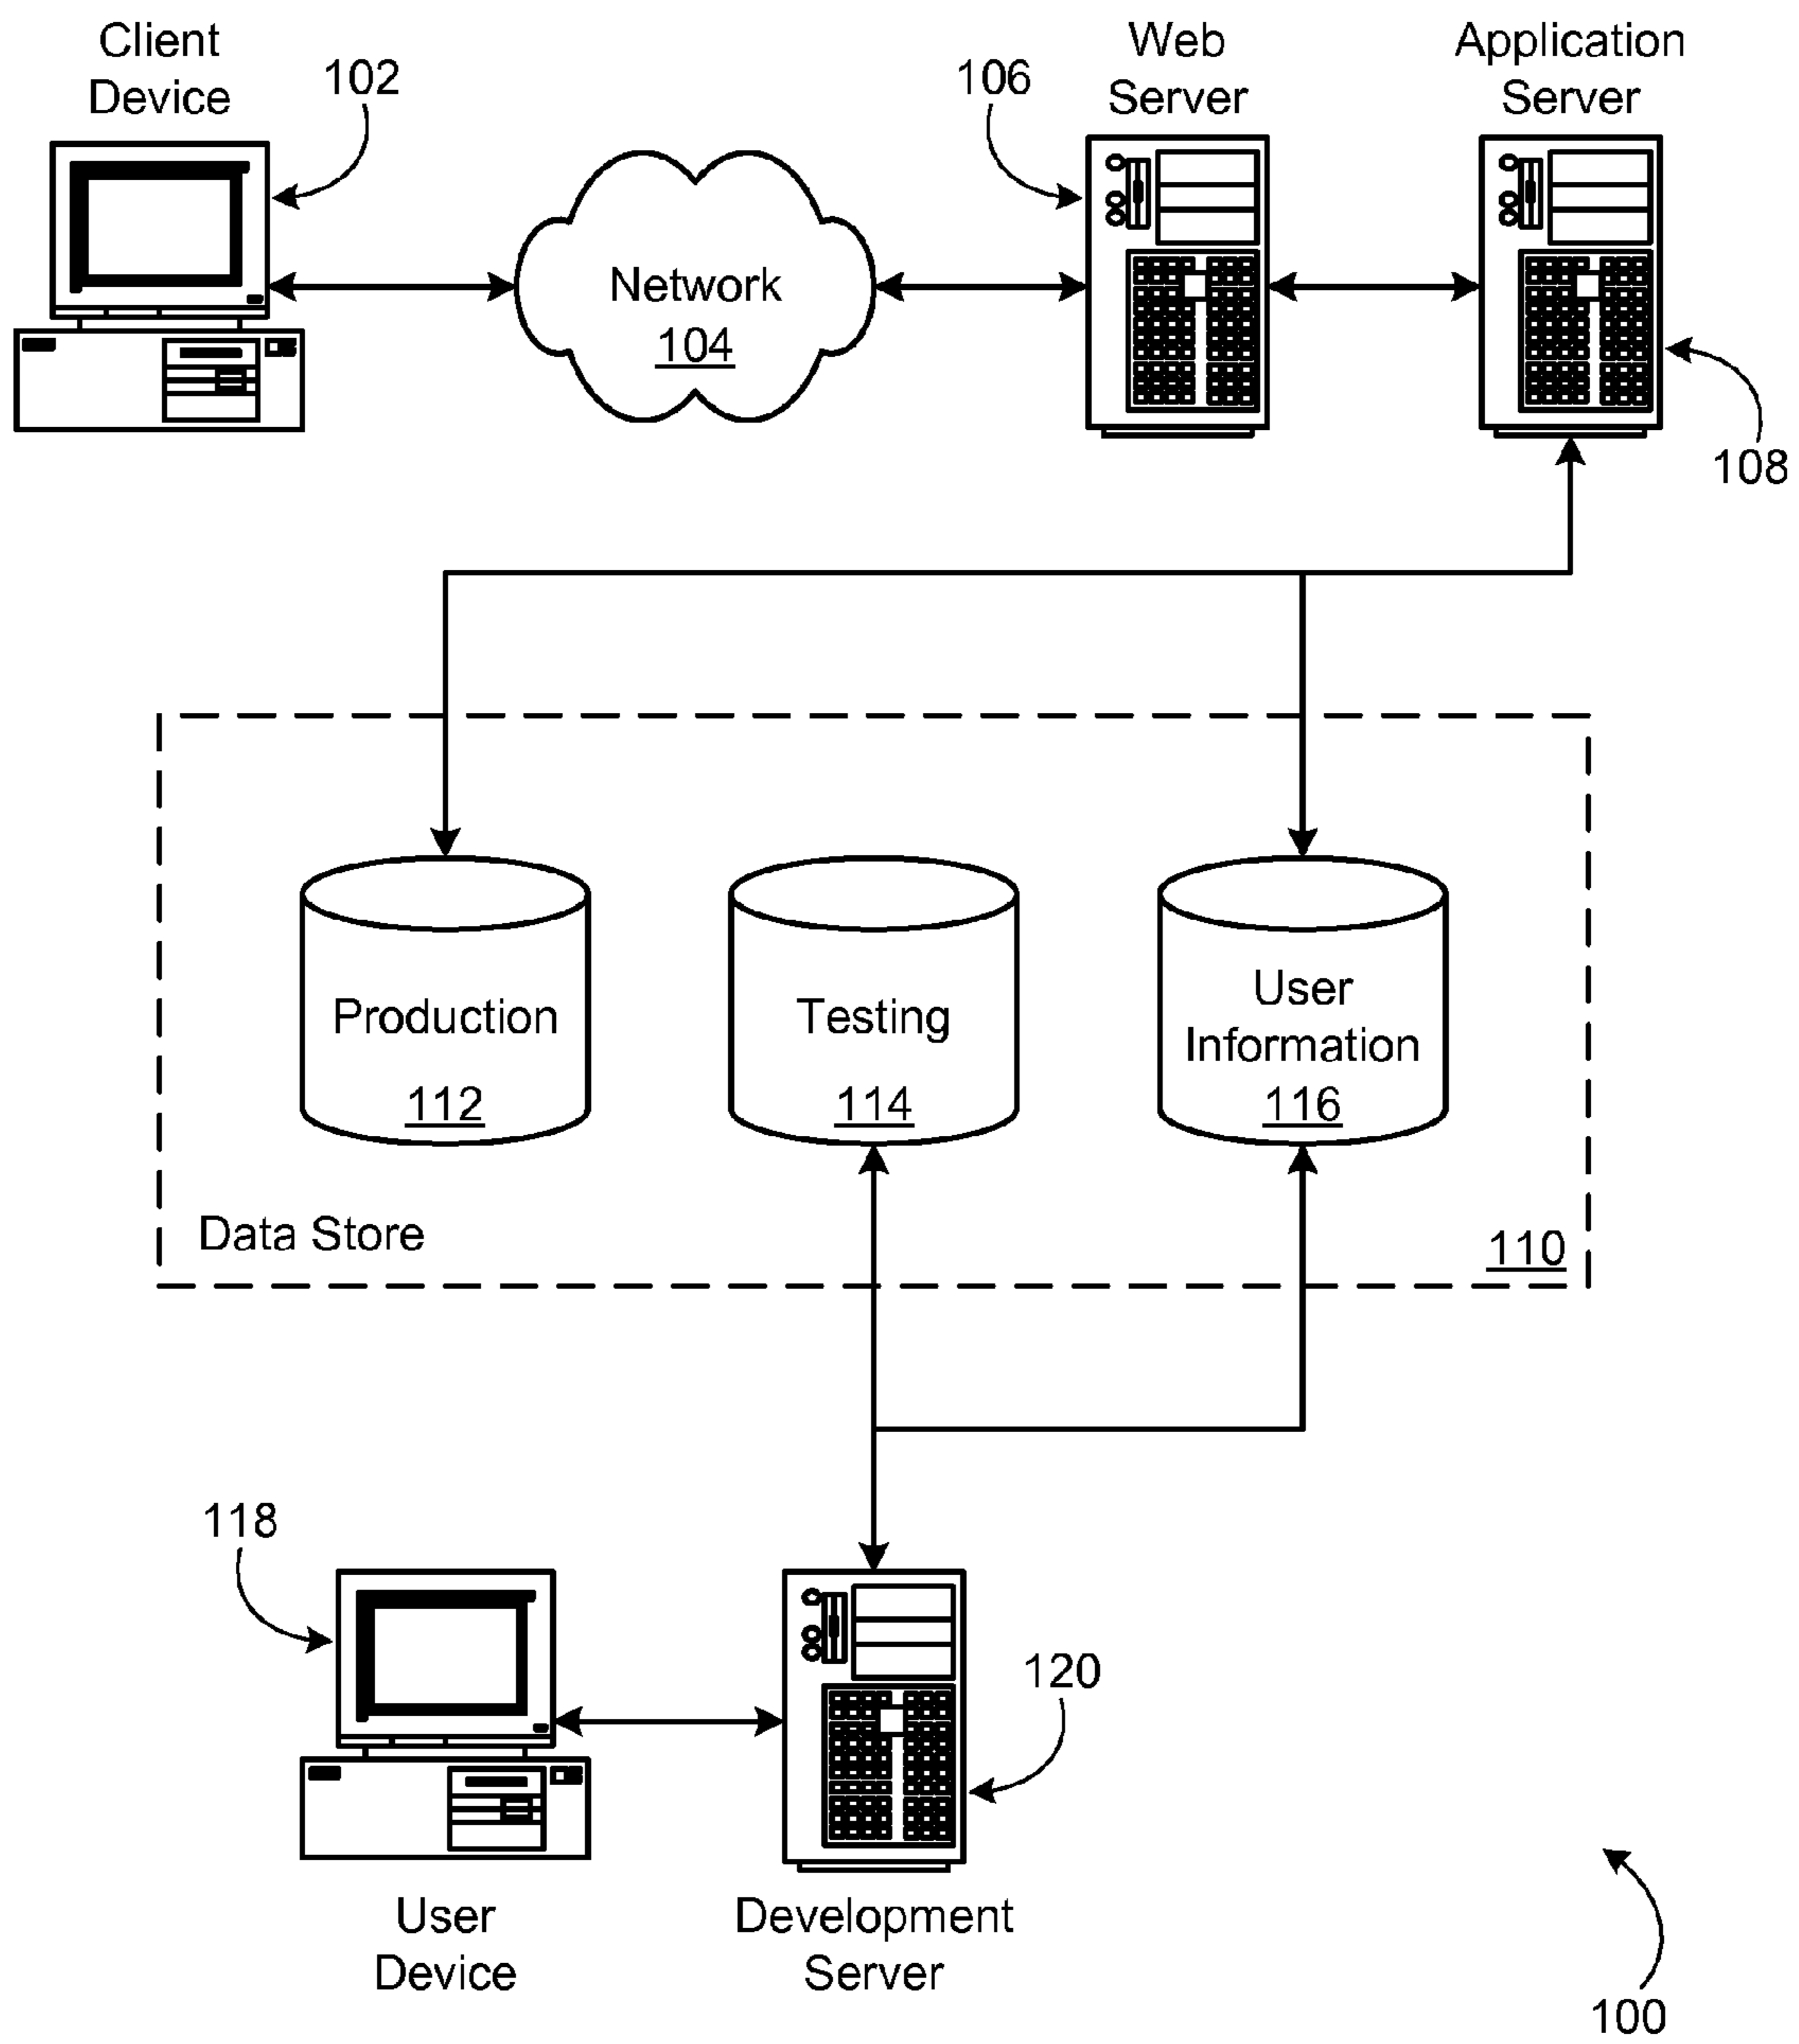 Client
Device
102
Web
Server
106
Application
Server
Network
104
108
Production
112
Testing
114
User
Information
116
Data Store
110
118
120
User
Device
Development
Server
100